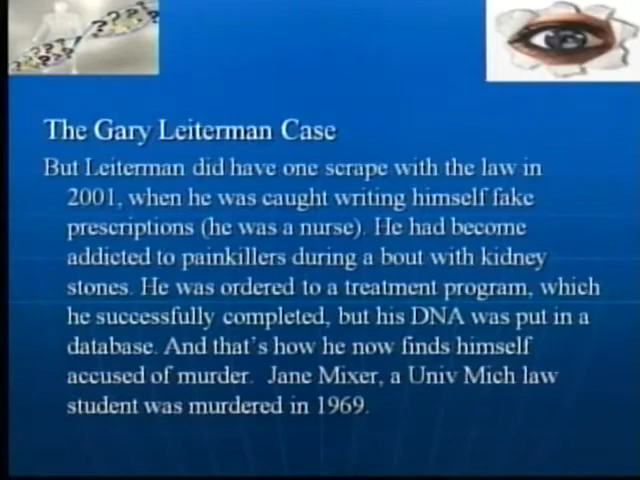 The Gary Leiterman Case
But Leiterman did have one scrape with the law in
2001, when he was caught writing himself fake
prescriptions (he was a nurse). He had become
addicted to painkillers during a bout with kidney
stones. He was ordered to a treatment program, which
he successfully completed, but his DNA was put in a
database. And that's how he now finds himself
accused of murder. Jane Mixer, a Univ Mich law
student was murdered in 1969.